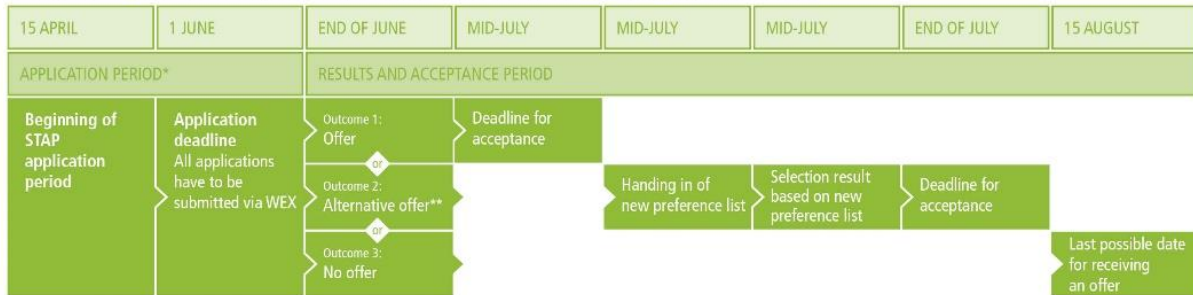 15 APRIL
1 JUNE
END OF JUNE
MID-JULY
MID-JULY
MID-JULY
END OF JULY
15 AUGUST
APPLICATION PERIOD*
RESULTS AND ACCEPTANCE PERIOD
Beginning of
STAP
application
period
Application
deadline
All applications
have to be
submitted via WEX
Outcome 1:
Offer
Deadline for
acceptance
or
Outcome 2:
Alternative offer**
Handing in of
new preference list
Selection result
based on new
preference list
Deadline for
acceptance
or
Outcome 3:
No offer
Last possible date
for receiving
an offer